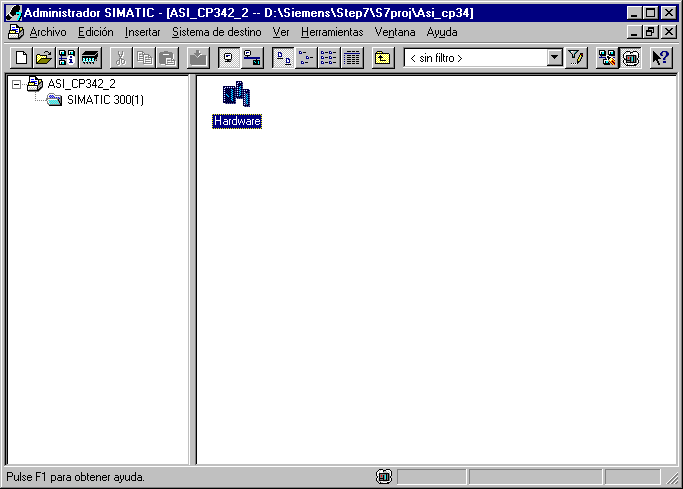 Administrador SIMATIC - [ASI_CP342_2 -- D:\Siemens\Step7\S7proj\Asi_cp34]
Archivo Edición Insertar Sistema de destino Ver Herramientas Ventana Ayuda
< sin filtro >
ASI_CP342_2
SIMATIC 300(1)
Hardware
Pulse F1 para obtener ayuda.